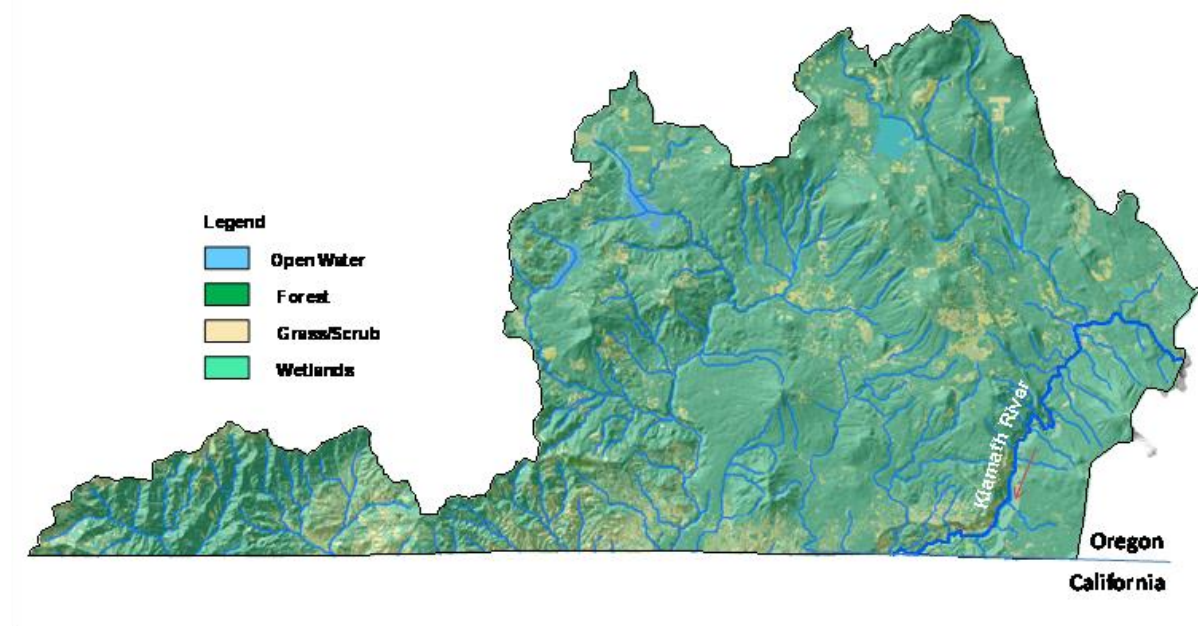 Legend
Open Water
Forest
Grass/Scrub
Wetlands
Klamath River
Oregon
California